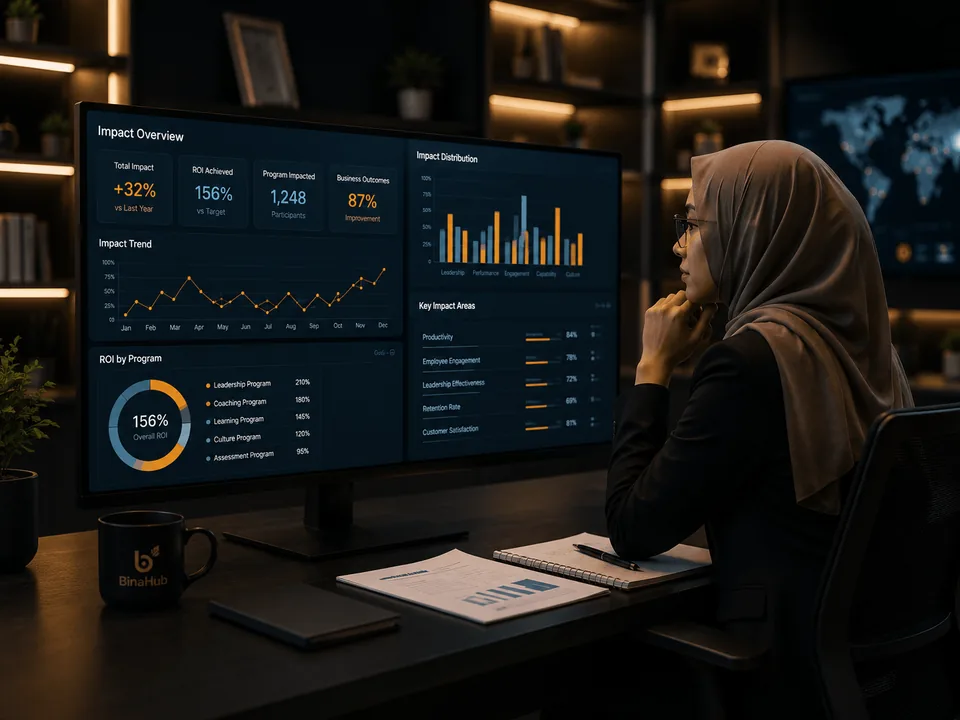 Impact Overview
Total Impact
+32%
vs Last Year
ROI Achieved
156%
vs Target
Program Impacted
1,248
Participants
Business Outcomes
87%
Improvement
Impact Trend
100%
75%
50%
25%
0%
Jan Feb Mar Apr May Jun Jul Aug Sep Oct Nov Dec
ROI by Program
156%
Overall ROI
Leadership Program 210%
Coaching Program 180%
Learning Program 145%
Culture Program 120%
Assessment Program 95%
Impact Distribution
100%
50%
25%
0%
Leadership Performance Engagement Capability Culture
Key Impact Areas
Productivity 84%
Employee Engagement 78%
Leadership Effectiveness 72%
Retention Rate 69%
Customer Satisfaction 81%
b
BinaHub